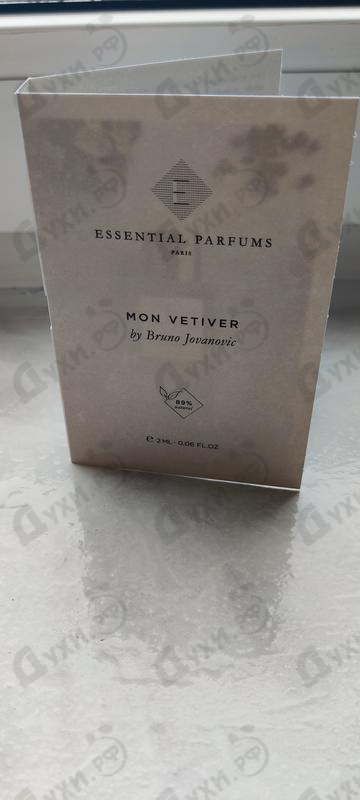 E
ESSENTIAL PARFUMS
PARIS
MON VETIVER
by Bruno Jovanovic
89%
natural
℮ 2 ML - 0.06 FL.OZ
Духи.РФ